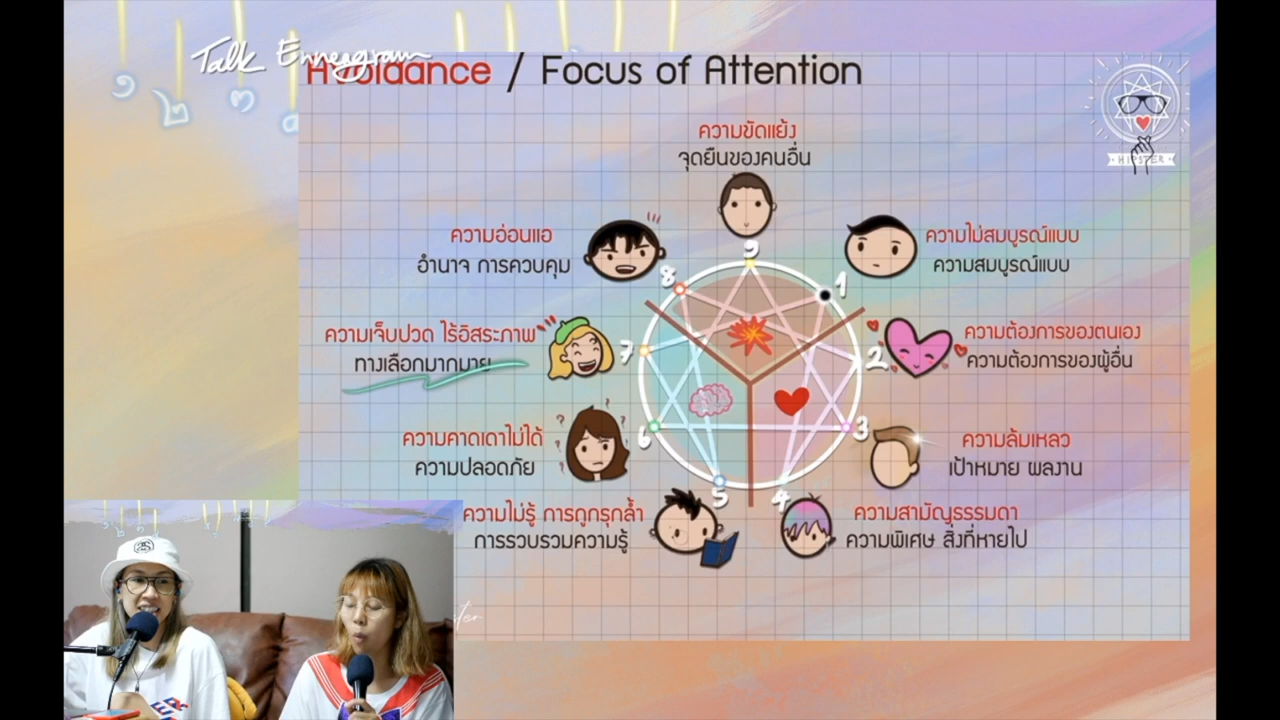 Talk Enneagram
๑ ๒ ๓
Avoidance / Focus of Attention
HIPSTER
ความขัดแย้ง
จุดยืนของคนอื่น
9
ความอ่อนแอ
อำนาจ การควบคุม
8
ความไม่สมบูรณ์แบบ
ความสมบูรณ์แบบ
1
ความเจ็บปวด ไร้อิสระภาพ
ทางเลือกมากมาย
7
ความต้องการของตนเอง
ความต้องการของผู้อื่น
2
ความคาดเดาไม่ได้
ความปลอดภัย
6
ความล้มเหลว
เป้าหมาย ผลงาน
3
ความไม่รู้ การถูกรุกล้ำ
การรวบรวมความรู้
5
ความสามัญธรรมดา
ความพิเศษ สิ่งที่หายไป
4